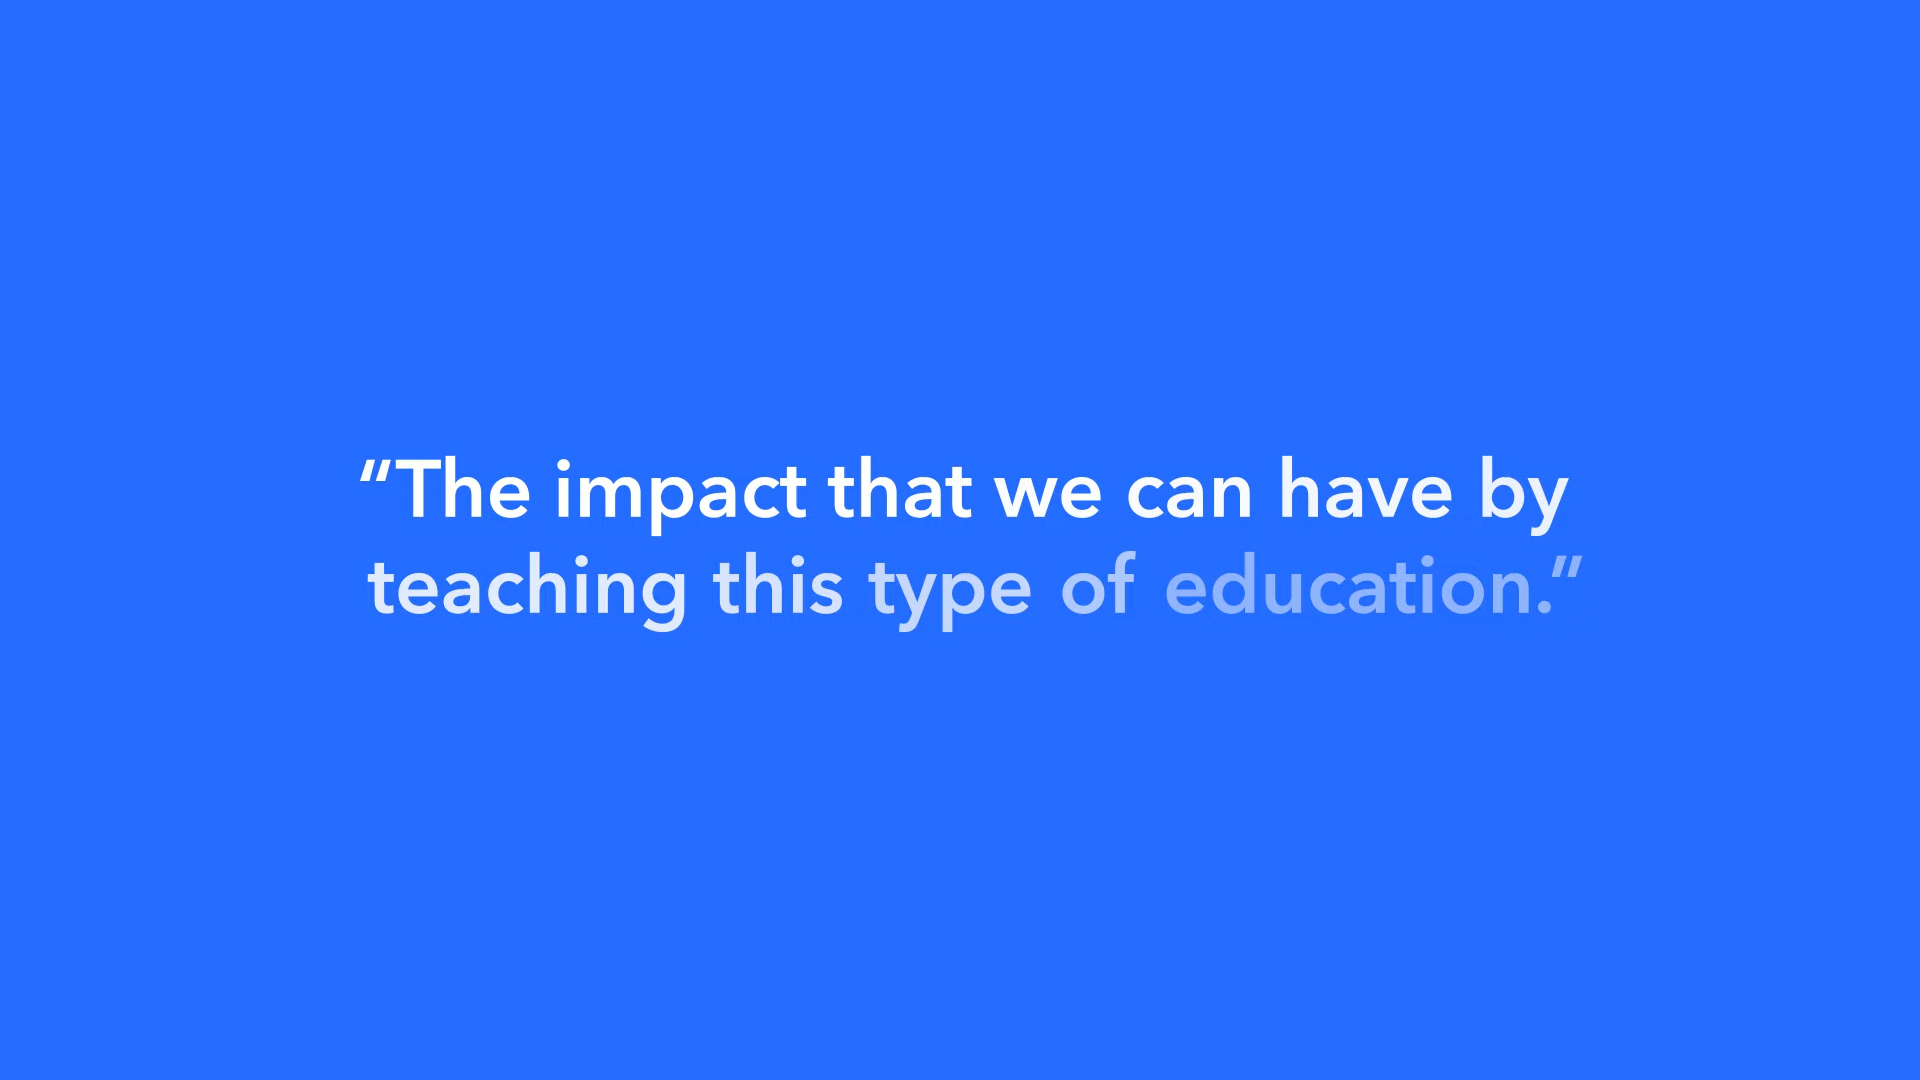 “The impact that we can have by
teaching this type of education.”